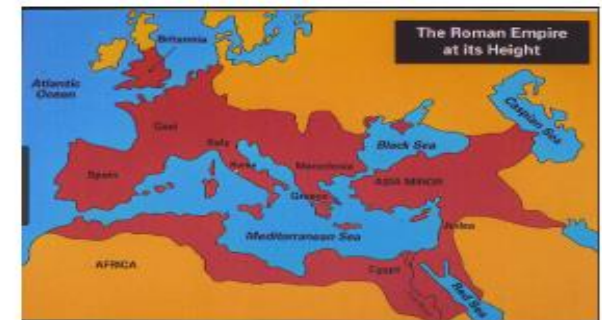 The Roman Empire
at its Height
Britannia
Atlantic
Ocean
Caspian Sea
Gaul
Italy
Black Sea
Rome
Macedonia
Spain
ASIA MINOR
Greece
Mediterranean Sea
Judea
AFRICA
Egypt
Red Sea